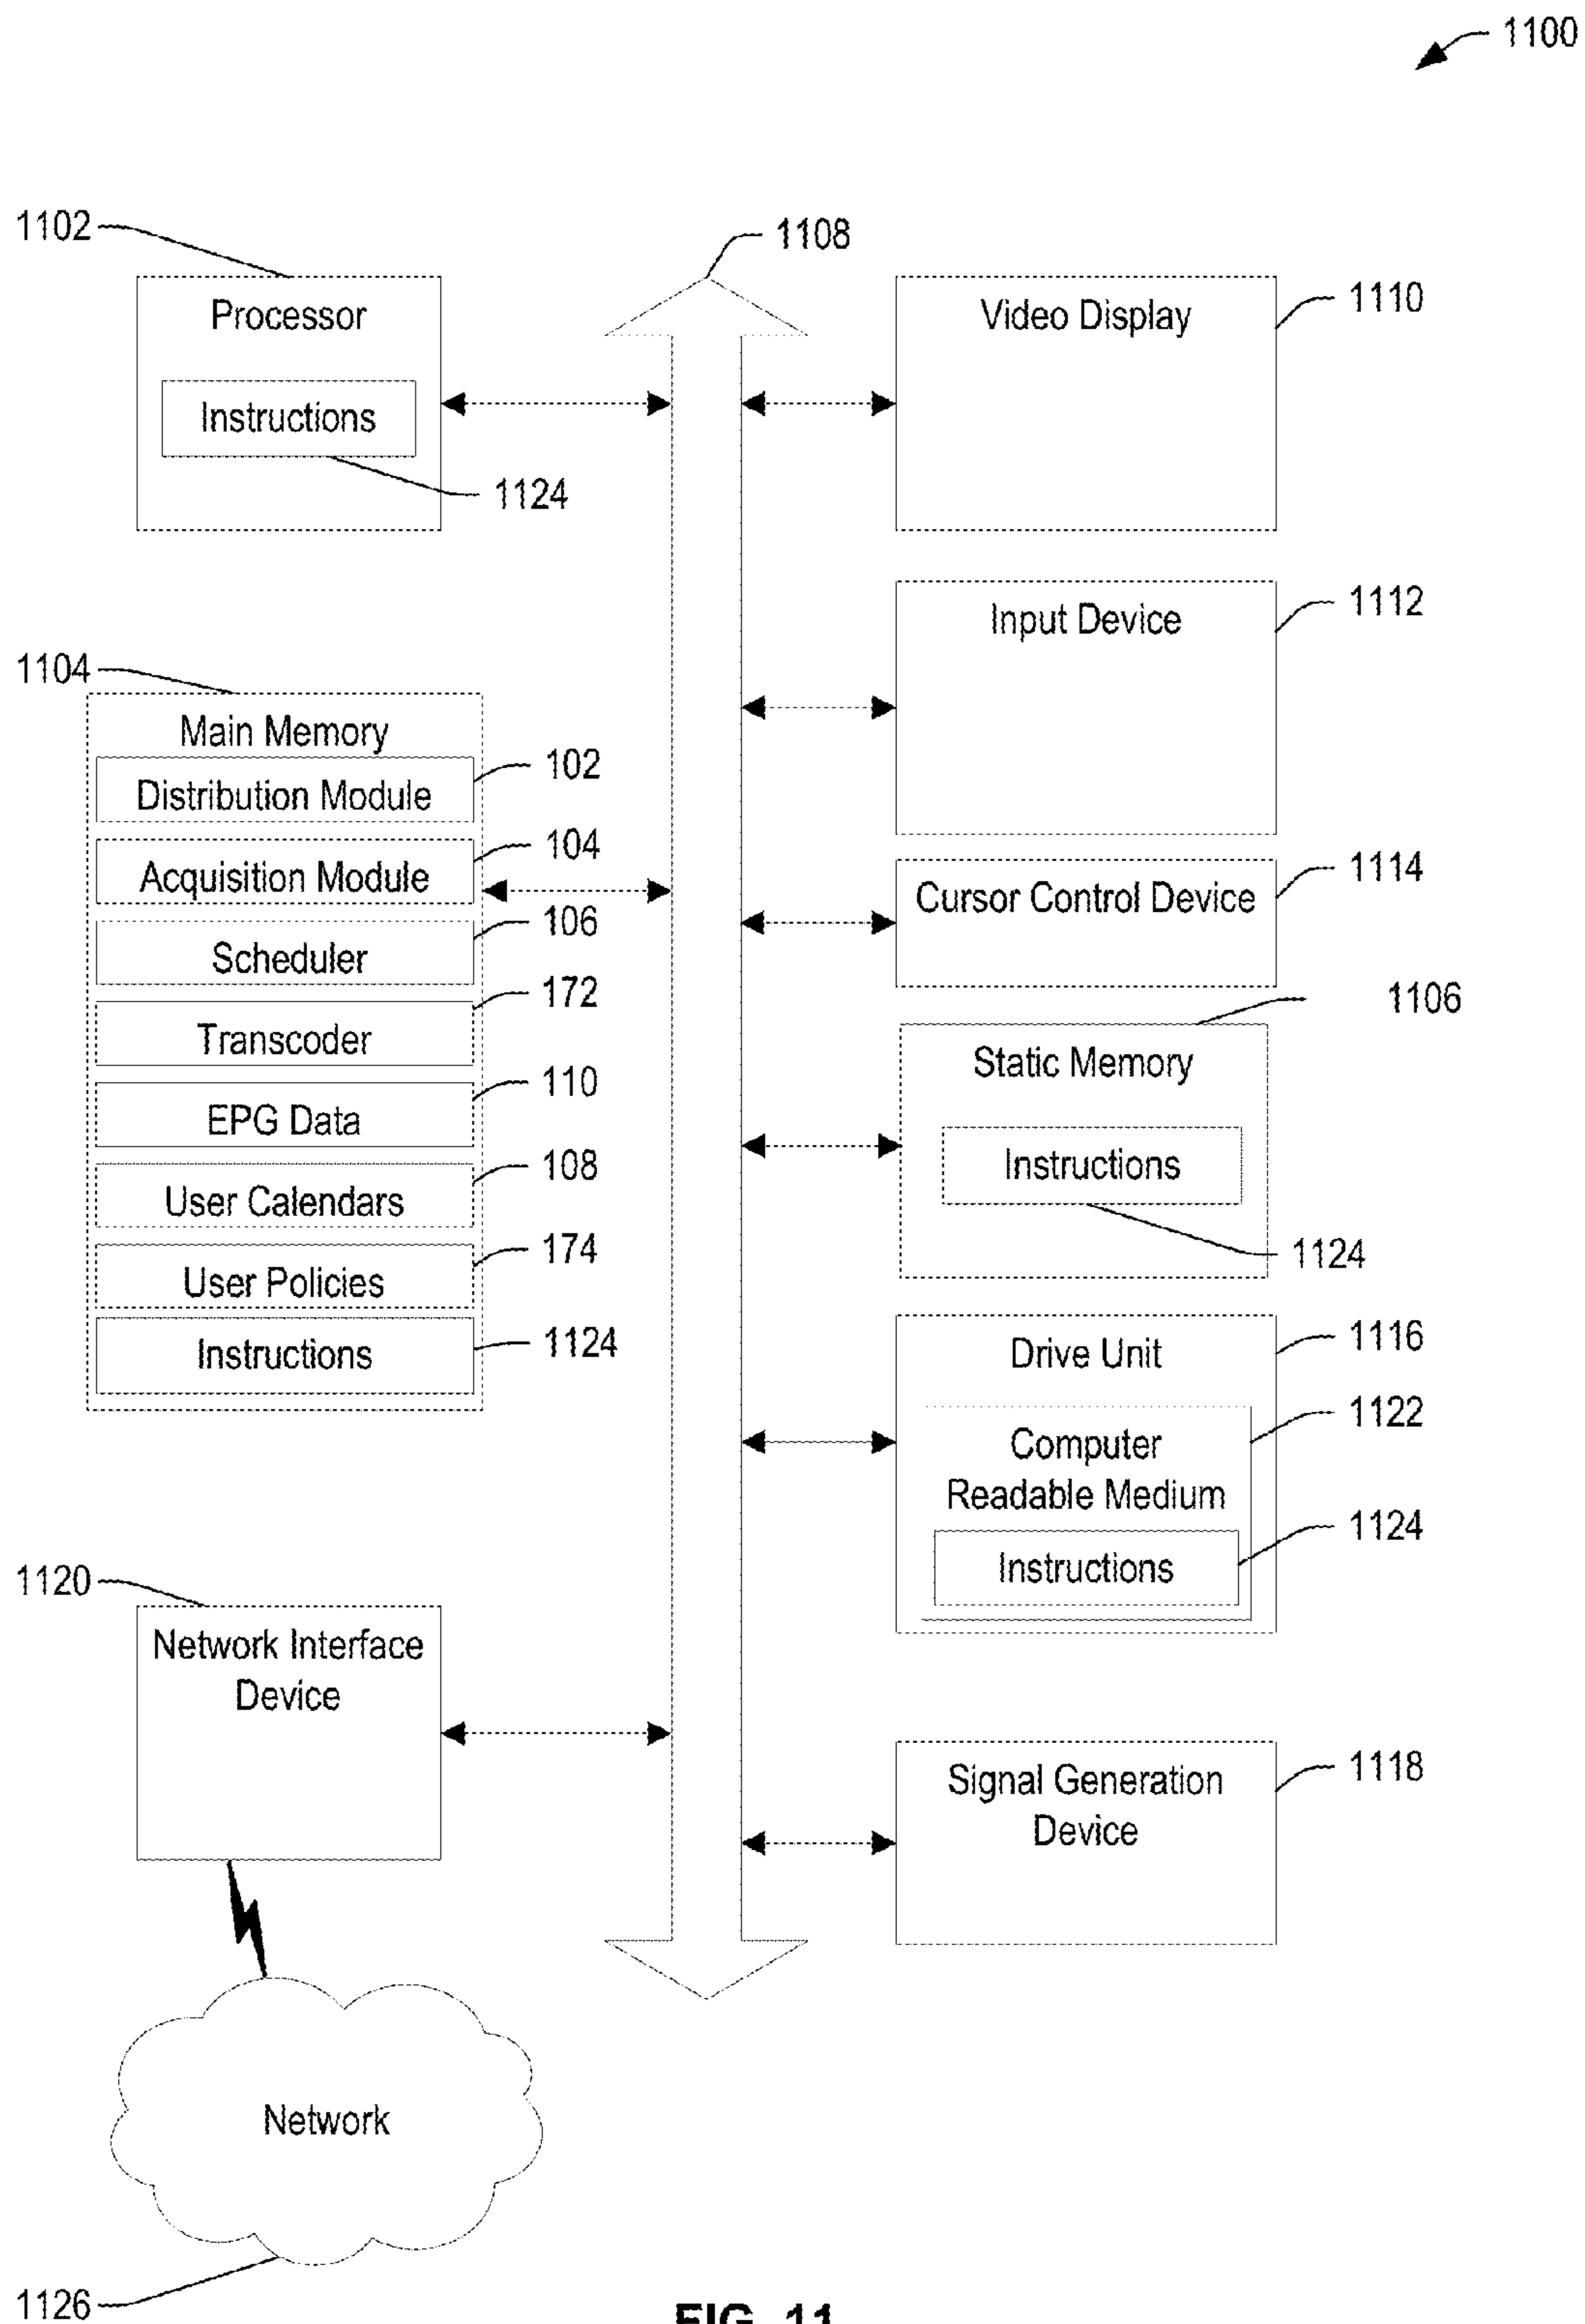 1100
1102
1108
Processor
Instructions
1124
Video Display
1110
Input Device
1112
1104
Main Memory
Distribution Module
102
Acquisition Module
104
Scheduler
106
Transcoder
172
EPG Data
110
User Calendars
108
User Policies
174
Instructions
1124
Cursor Control Device
1114
1106
Static Memory
Instructions
1124
Drive Unit
1116
Computer
Readable Medium
1122
Instructions
1124
1120
Network Interface
Device
Signal Generation
Device
1118
Network
1126
FIG. 11